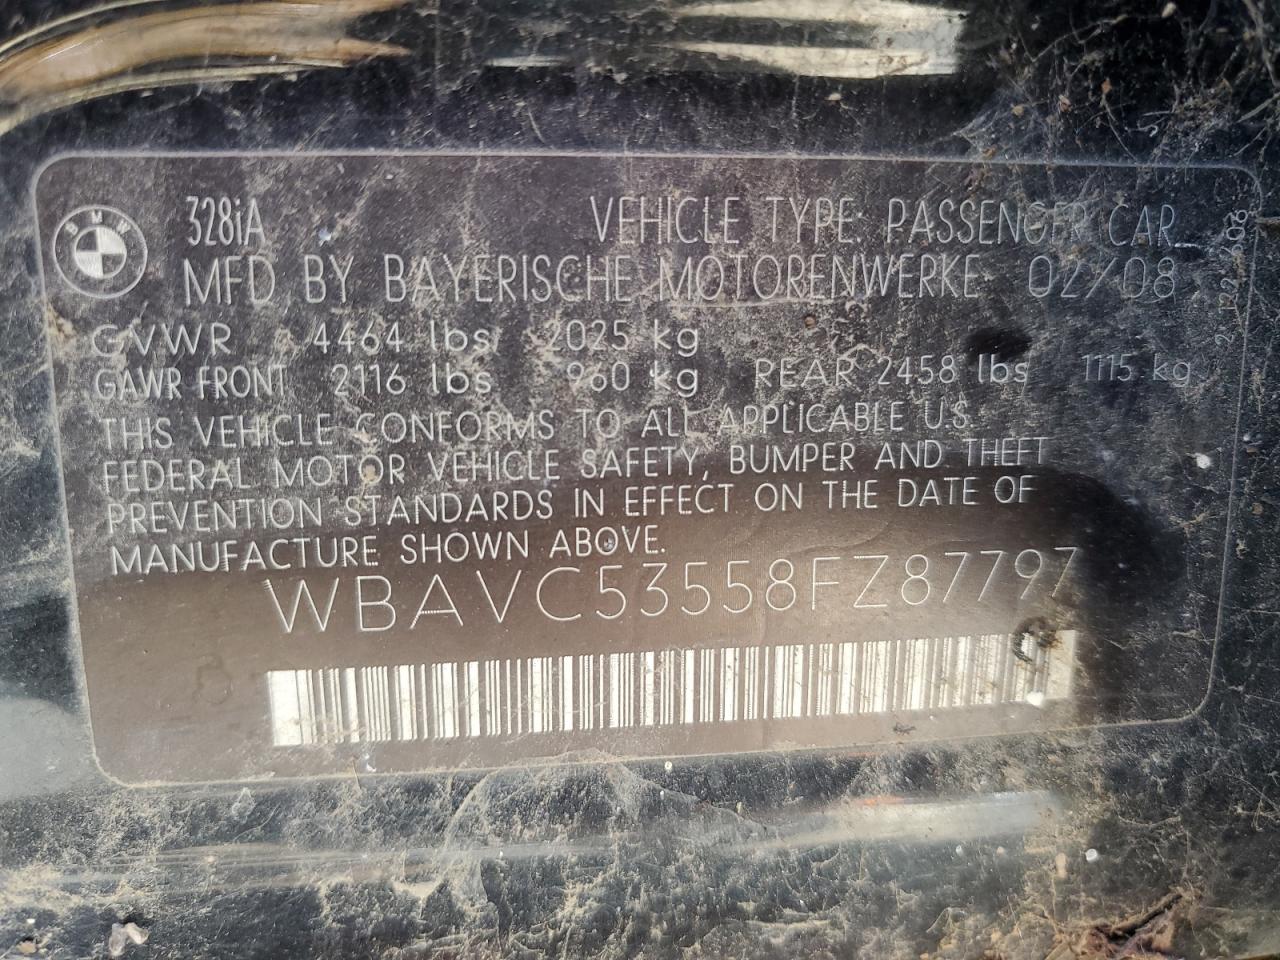 BMW
328iA VEHICLE TYPE: PASSENGER CAR
MFD BY BAYERISCHE MOTORENWERKE 02/08
GVWR 4464 lbs 2025 kg
GAWR FRONT 2116 lbs 960 kg REAR 2458 lbs 1115 kg
THIS VEHICLE CONFORMS TO ALL APPLICABLE U.S.
FEDERAL MOTOR VEHICLE SAFETY, BUMPER AND THEFT
PREVENTION STANDARDS IN EFFECT ON THE DATE OF
MANUFACTURE SHOWN ABOVE.
WBAVC53558FZ87797